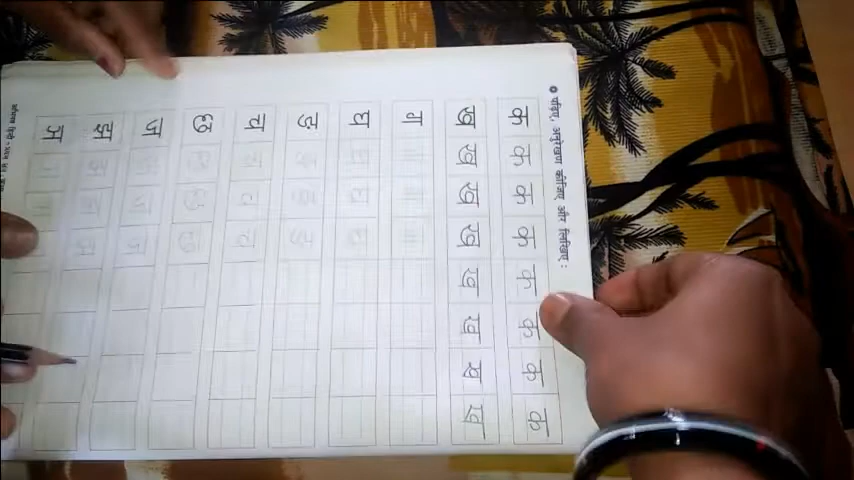 पढ़िए, अनुरेखण कीजिए और लिखिए :
क क क क क क क क
ख ख ख ख ख ख ख ख
ग ग ग ग
घ घ घ घ
ङ ङ ङ ङ
च च च च
छ छ छ छ
ज ज ज ज
झ झ झ झ
ञ